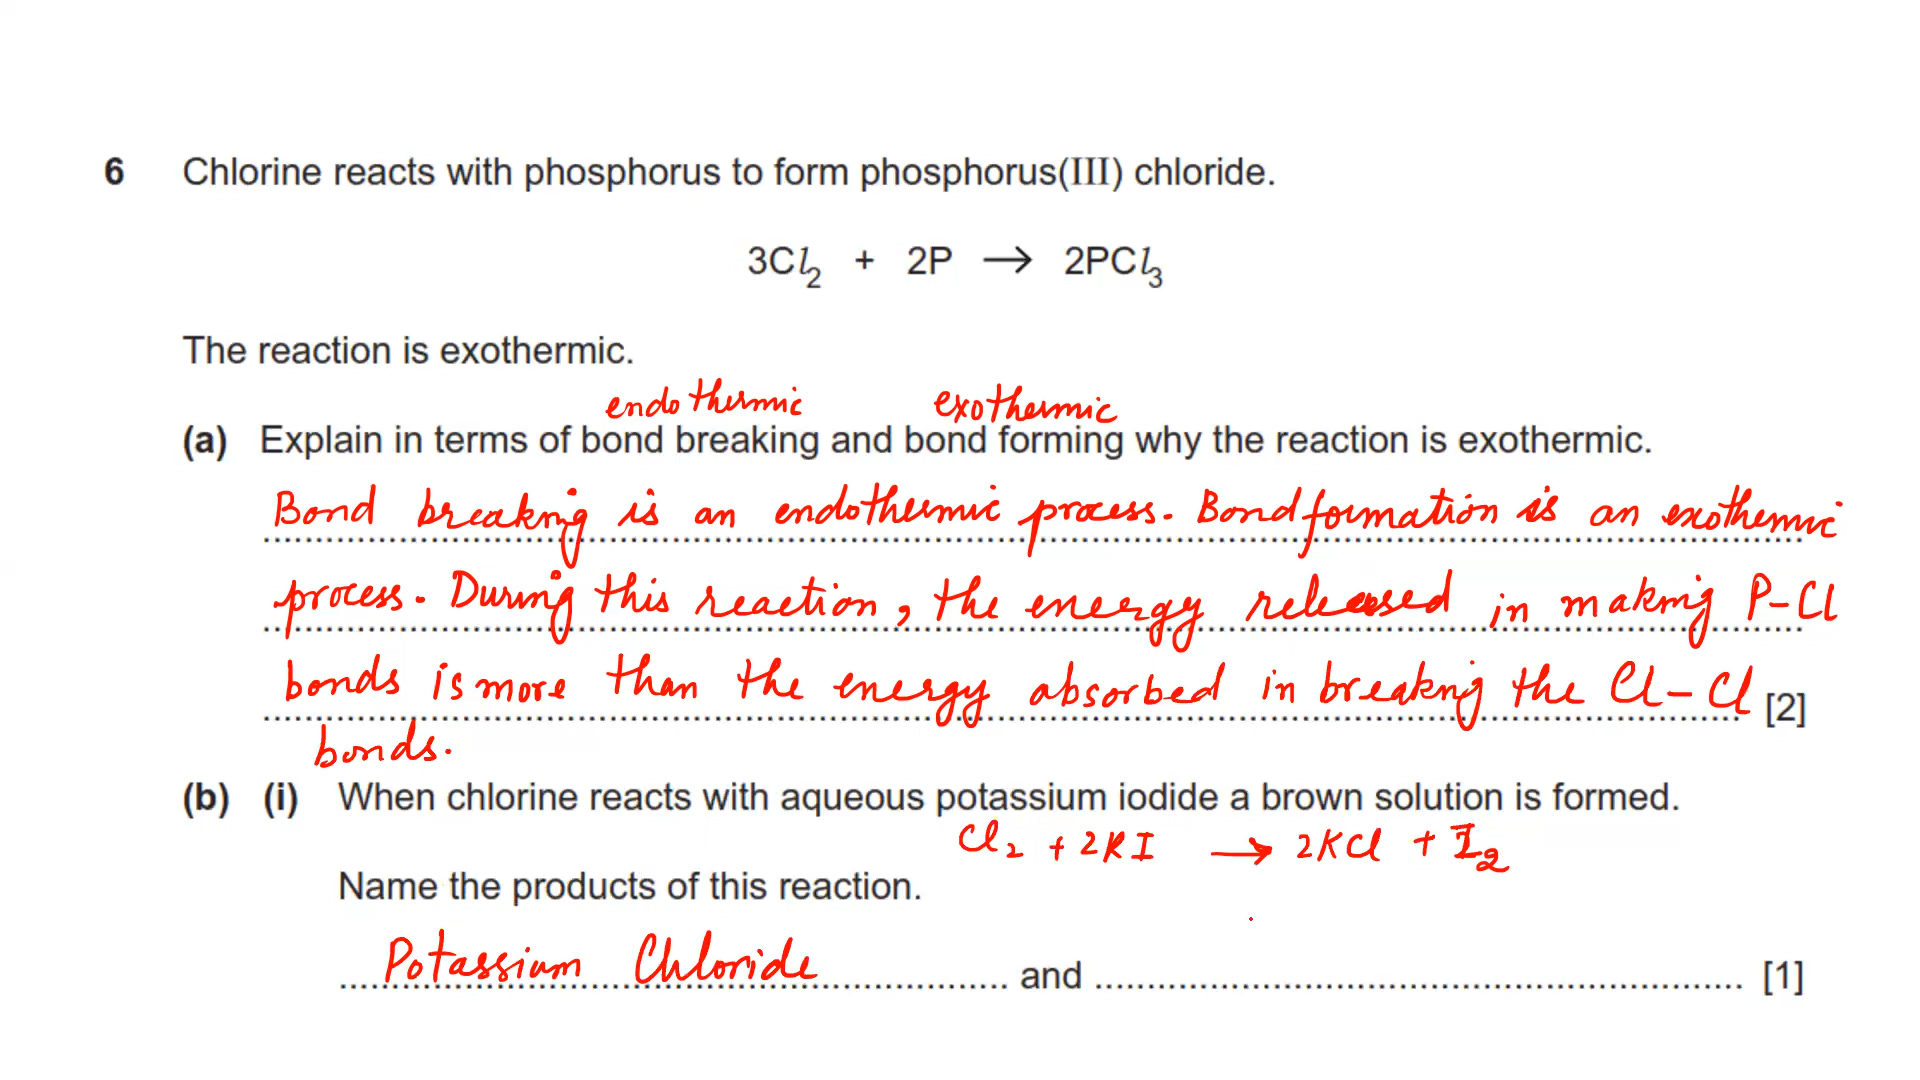 6 Chlorine reacts with phosphorus to form phosphorus(III) chloride.
3Cl₂ + 2P → 2PCl₃
The reaction is exothermic.
endothermic exothermic
(a) Explain in terms of bond breaking and bond forming why the reaction is exothermic.
Bond breaking is an endothermic process. Bond formation is an exothermic
process. During this reaction, the energy released in making P-Cl
bonds is more than the energy absorbed in breaking the Cl-Cl
[2]
bonds.
(b) (i) When chlorine reacts with aqueous potassium iodide a brown solution is formed.
Cl₂ + 2KI → 2KCl + I₂
Name the products of this reaction.
Potassium Chloride and [1]